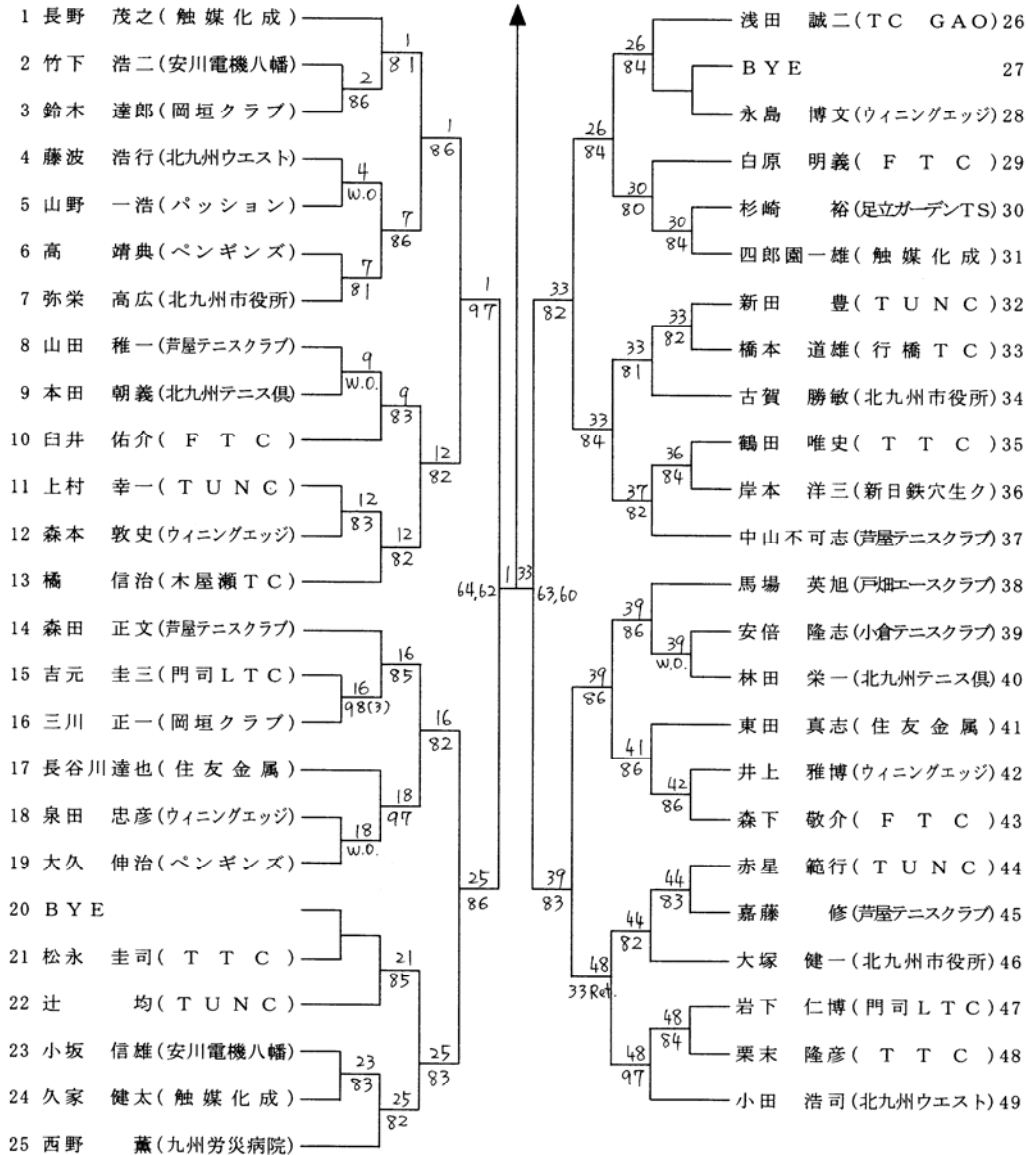 1 長野 茂之(触媒化成)
2 竹下 浩二(安川電機八幡)
3 鈴木 達郎(岡垣クラブ)
4 藤波 浩行(北九州ウエスト)
5 山野 一浩(パッション)
6 高 靖典(ペンギンズ)
7 弥栄 高広(北九州市役所)
8 山田 稚一(芦屋テニスクラブ)
9 本田 朝義(北九州テニス倶)
10 臼井 佑介(FTC)
11 上村 幸一(TUNC)
12 森本 敦史(ウィニングエッジ)
13 橘 信治(木屋瀬TC)
14 森田 正文(芦屋テニスクラブ)
15 吉元 圭三(門司LTC)
16 三川 正一(岡垣クラブ)
17 長谷川達也(住友金属)
18 泉田 忠彦(ウィニングエッジ)
19 大久 伸治(ペンギンズ)
20 BYE
21 松永 圭司(TTC)
22 辻 均(TUNC)
23 小坂 信雄(安川電機八幡)
24 久家 健太(触媒化成)
25 西野 薫(九州労災病院)
2
86
4
W.O
7
81
9
W.O.
12
83
16
98(3)
18
W.O.
23
83
1
81
7
86
9
83
12
82
16
85
18
97
21
85
25
82
1
86
12
82
16
82
25
83
1
97
25
86
64,62
1 33
63,60
33
82
39
83
26
84
33
84
39
86
48
33Ret.
26
84
30
80
33
81
37
82
39
86
41
86
44
82
48
97
30
84
33
82
36
84
39
W.O.
42
86
44
83
48
84
浅田 誠二(TC GAO)26
BYE 27
永島 博文(ウィニングエッジ)28
白原 明義(FTC)29
杉崎 裕(足立ガーデンTS)30
四郎園一雄(触媒化成)31
新田 豊(TUNC)32
橋本 道雄(行橋TC)33
古賀 勝敏(北九州市役所)34
鶴田 唯史(TTC)35
岸本 洋三(新日鉄穴生ク)36
中山不可志(芦屋テニスクラブ)37
馬場 英旭(戸畑エースクラブ)38
安倍 隆志(小倉テニスクラブ)39
林田 栄一(北九州テニス倶)40
東田 真志(住友金属)41
井上 雅博(ウィニングエッジ)42
森下 敬介(FTC)43
赤星 範行(TUNC)44
嘉藤 修(芦屋テニスクラブ)45
大塚 健一(北九州市役所)46
岩下 仁博(門司LTC)47
栗末 隆彦(TTC)48
小田 浩司(北九州ウエスト)49